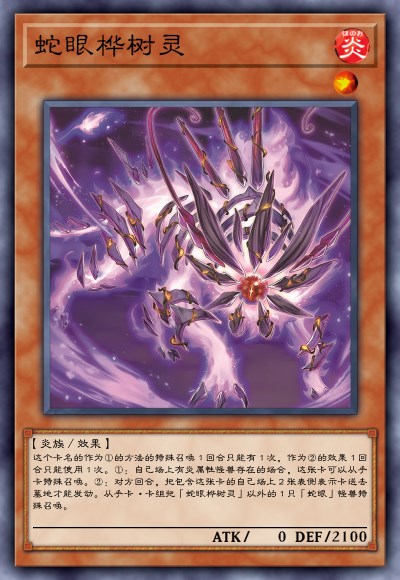 蛇眼桦树灵
ほのお
炎
【炎族/效果】
这个卡名的作为①的方法的特殊召唤1回合只能有1次，作为②的效果1回
合只能使用1次。①：自己场上有炎属性怪兽存在的场合，这张卡可以从手
卡特殊召唤。②：对方回合，把包含这张卡的自己场上2张表侧表示卡送去
墓地才能发动。从手卡·卡组把「蛇眼桦树灵」以外的1只「蛇眼」怪兽特
殊召唤。
ATK/ 0 DEF/2100